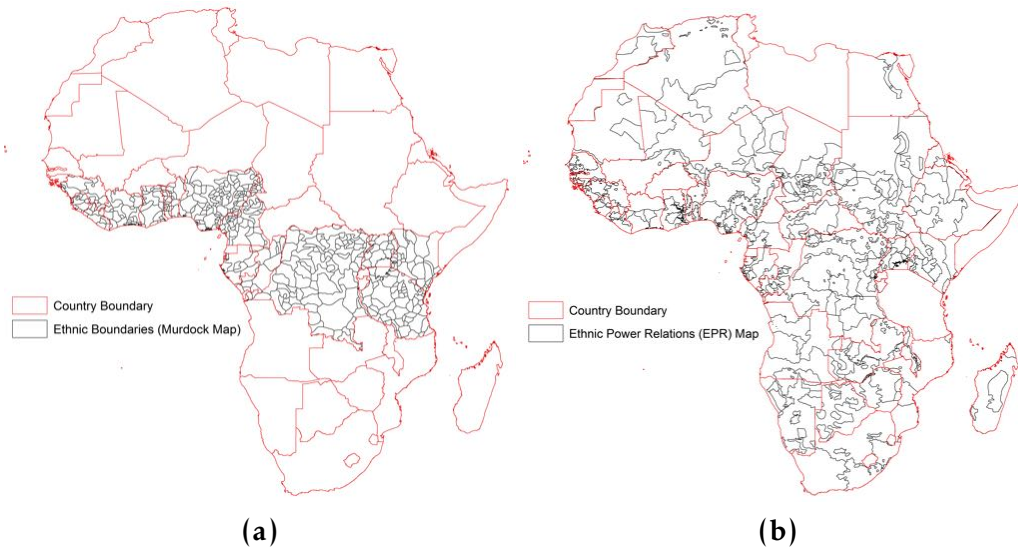 Country Boundary
Ethnic Boundaries (Murdock Map)
Country Boundary
Ethnic Power Relations (EPR) Map
(a)
(b)